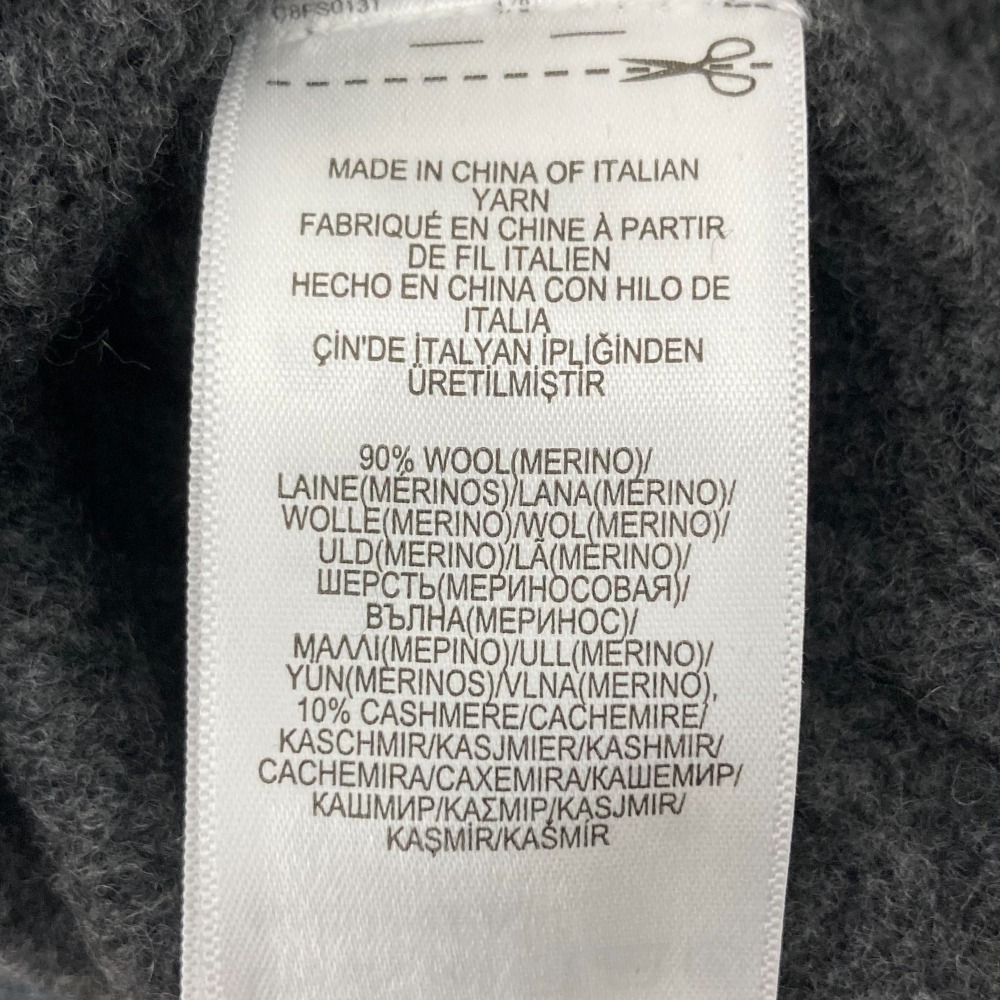 C8FS0131
MADE IN CHINA OF ITALIAN
YARN
FABRIQUÉ EN CHINE À PARTIR
DE FIL ITALIEN
HECHO EN CHINA CON HILO DE
ITALIA
ÇİN'DE İTALYAN İPLİĞİNDEN
ÜRETİLMİŞTİR
90% WOOL(MERINO)/
LAINE(MÉRINOS)/LANA(MERINO)/
WOLLE(MERINO)/WOL(MERINO)/
ULD(MERINO)/LÃ(MERINO)/
ШЕРСТЬ(МЕРИНОСОВАЯ)/
ВЪЛНА(МЕРИНОС)/
ΜΑΛΛΙ(ΜΕΡΙΝΟ)/ULL(MERINO)/
YÜN(MERINOS)/VLNA(MERINO),
10% CASHMERE/CACHEMIRE/
KASCHMIR/KASJMIER/KASHMIR/
CACHEMIRA/CAXEMIRA/КАШЕМИР/
КАШМИР/ΚΑΣΜΙΡ/KASJMIR/
KAŞMİR/KAŠMÍR